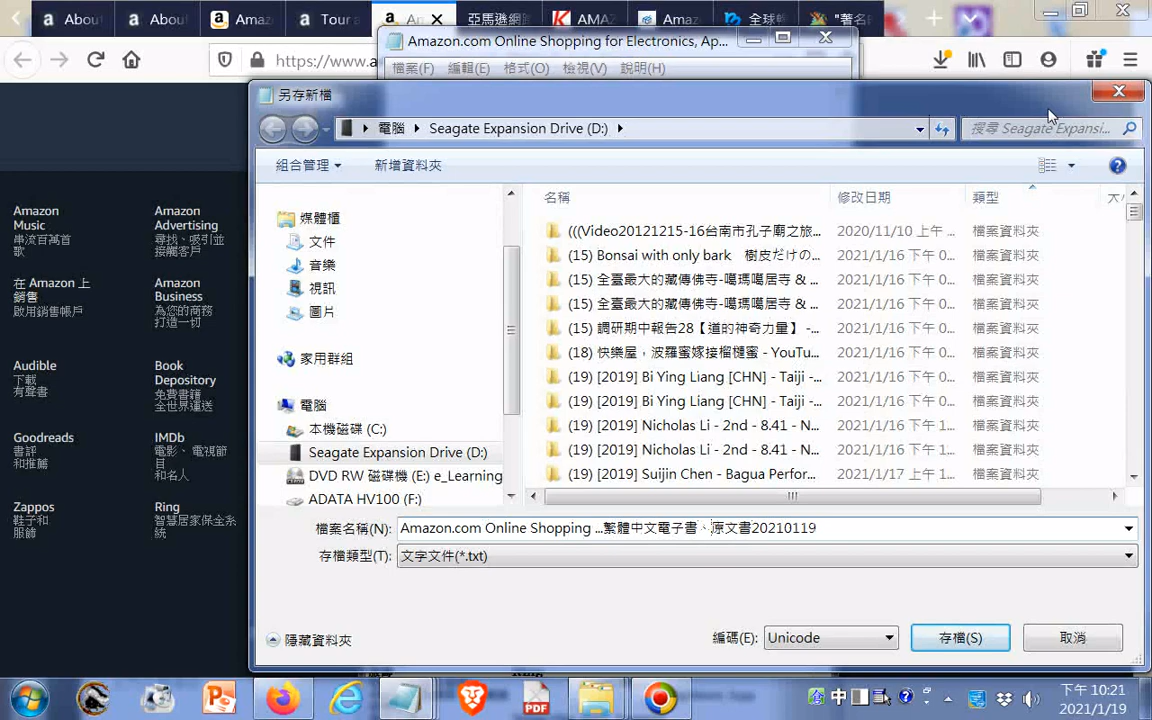 About
About
Amazo
Tour a
亞馬遜網
AMAZ
Amazo
全球
"著名
Amazon.com Online Shopping for Electronics, Ap...
https://www.a
檔案(F) 編輯(E) 格式(O) 檢視(V) 說明(H)
另存新檔
電腦 Seagate Expansion Drive (D:)
搜尋 Seagate Expansi...
組合管理 新增資料夾
名稱 修改日期 類型
媒體櫃
文件
音樂
視訊
圖片
家用群組
電腦
本機磁碟 (C:)
Seagate Expansion Drive (D:)
DVD RW 磁碟機 (E:) e_Learning
ADATA HV100 (F:)
(((Video20121215-16台南市孔子廟之旅... 2020/11/10 上午 ... 檔案資料夾
(15) Bonsai with only bark 樹皮だけの... 2021/1/16 下午 0... 檔案資料夾
(15) 全臺最大的藏傳佛寺-噶瑪噶居寺 & ... 2021/1/16 下午 0... 檔案資料夾
(15) 全臺最大的藏傳佛寺-噶瑪噶居寺 & ... 2021/1/16 下午 0... 檔案資料夾
(15) 調研期中報告28【道的神奇力量】 -... 2021/1/16 下午 0... 檔案資料夾
(18) 快樂屋，波羅蜜嫁接榴槤蜜 - YouTu... 2021/1/16 下午 0... 檔案資料夾
(19) [2019] Bi Ying Liang [CHN] - Taiji -... 2021/1/16 下午 0... 檔案資料夾
(19) [2019] Bi Ying Liang [CHN] - Taiji -... 2021/1/16 下午 0... 檔案資料夾
(19) [2019] Nicholas Li - 2nd - 8.41 - N... 2021/1/16 下午 1... 檔案資料夾
(19) [2019] Nicholas Li - 2nd - 8.41 - N... 2021/1/16 下午 1... 檔案資料夾
(19) [2019] Suijin Chen - Bagua Perfor... 2021/1/17 上午 1... 檔案資料夾
檔案名稱(N): Amazon.com Online Shopping ...繁體中文電子書、原文書20210119
存檔類型(T): 文字文件(*.txt)
隱藏資料夾
編碼(E): Unicode 存檔(S) 取消
Amazon
Music
串流百萬首
歌
Amazon
Advertising
尋找、吸引並
接觸客戶
在 Amazon 上
銷售
啟用銷售帳戶
Amazon
Business
為您的商務
打造一切
Audible
下載
有聲書
Book
Depository
免費書籍
全世界運送
Goodreads
書評
和推薦
IMDb
電影、電視節
目
和名人
Zappos
鞋子和
服飾
Ring
智慧居家保全系
統
PDF
中
下午 10:21
2021/1/19